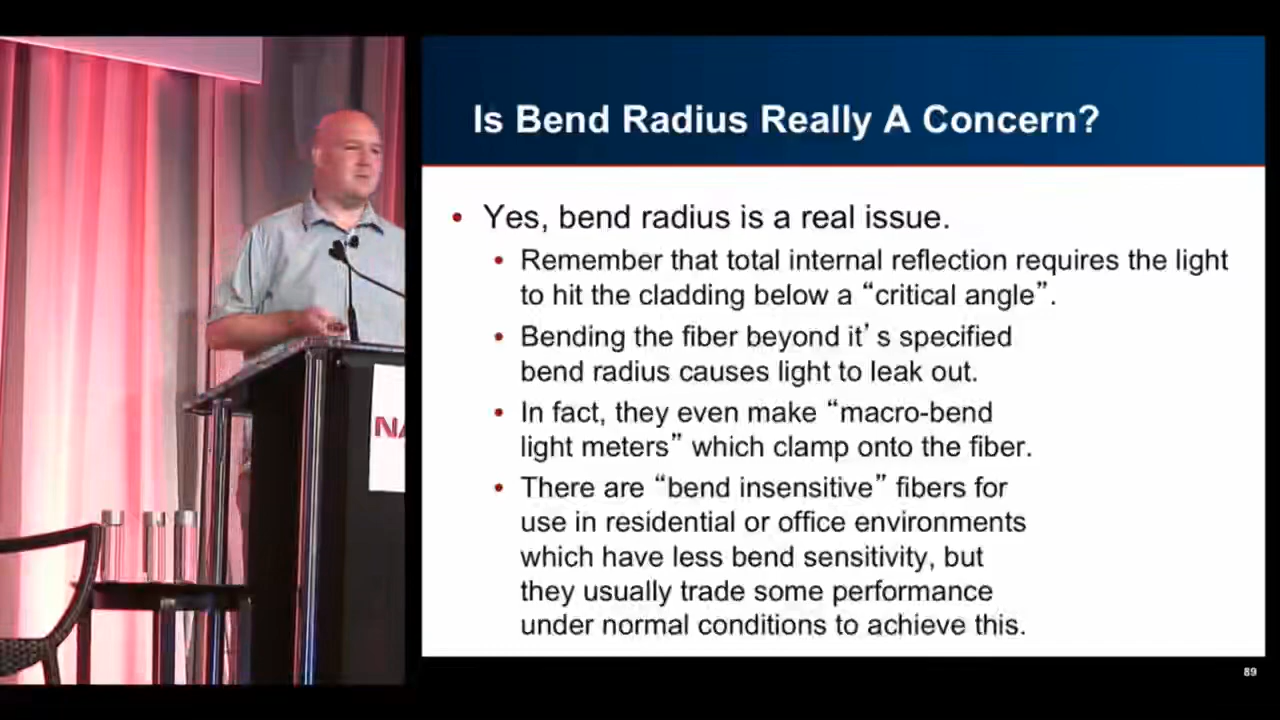 Is Bend Radius Really A Concern?
• Yes, bend radius is a real issue.
• Remember that total internal reflection requires the light
to hit the cladding below a “critical angle”.
• Bending the fiber beyond it’s specified
bend radius causes light to leak out.
• In fact, they even make “macro-bend
light meters” which clamp onto the fiber.
• There are “bend insensitive” fibers for
use in residential or office environments
which have less bend sensitivity, but
they usually trade some performance
under normal conditions to achieve this.
NA
89